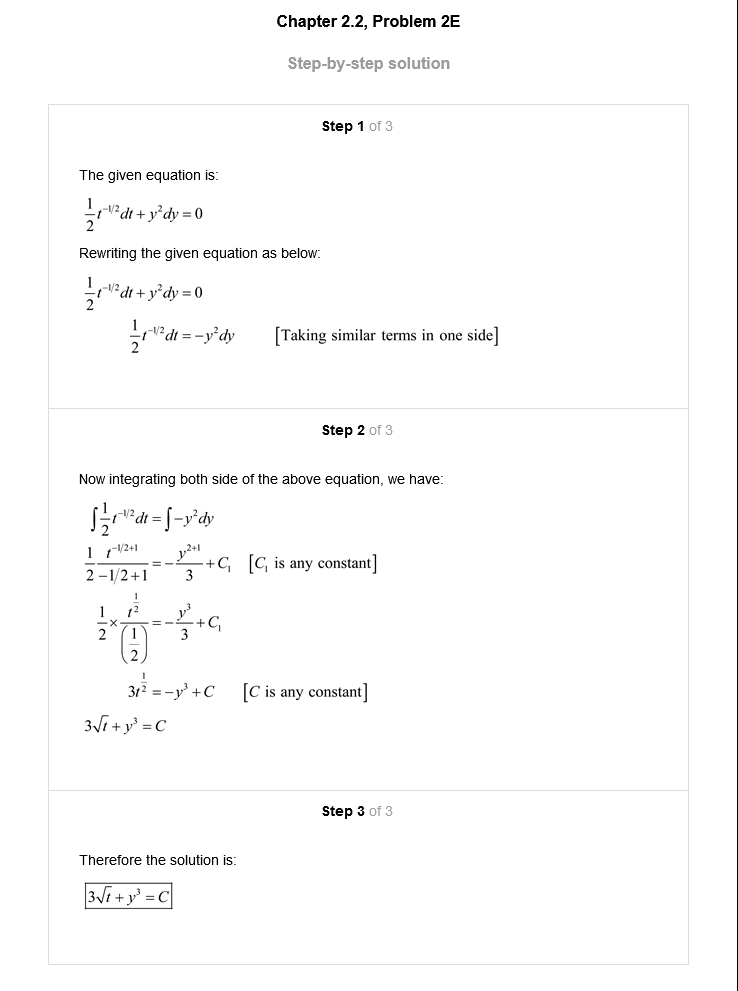 Chapter 2.2, Problem 2E
Step-by-step solution
Step 1 of 3
The given equation is:
\frac{1}{2}t^{-1/2}dt + y^2dy = 0
Rewriting the given equation as below:
\frac{1}{2}t^{-1/2}dt + y^2dy = 0
\frac{1}{2}t^{-1/2}dt = -y^2dy [Taking similar terms in one side]
Step 2 of 3
Now integrating both side of the above equation, we have:
\int \frac{1}{2}t^{-1/2}dt = \int -y^2dy
\frac{1}{2}\frac{t^{-1/2+1}}{-1/2+1} = -\frac{y^{2+1}}{3} + C_1 [C_1 is any constant]
\frac{1}{2} \times \frac{t^{\frac{1}{2}}}{\left(\frac{1}{2}\right)} = -\frac{y^3}{3} + C_1
3t^{\frac{1}{2}} = -y^3 + C [C is any constant]
3\sqrt{t} + y^3 = C
Step 3 of 3
Therefore the solution is:
3\sqrt{t} + y^3 = C